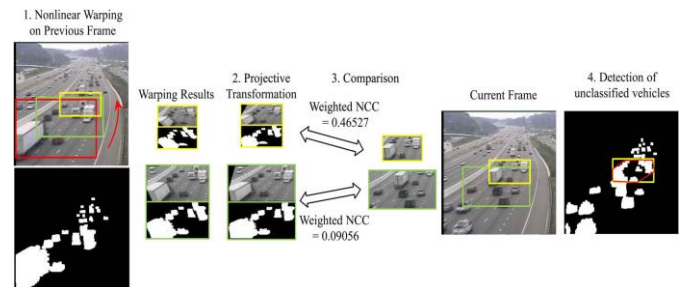 1. Nonlinear Warping
on Previous Frame
Warping Results
2. Projective
Transformation
3. Comparison
Weighted NCC
= 0.46527
Weighted NCC
= 0.09056
Current Frame
4. Detection of
unclassified vehicles